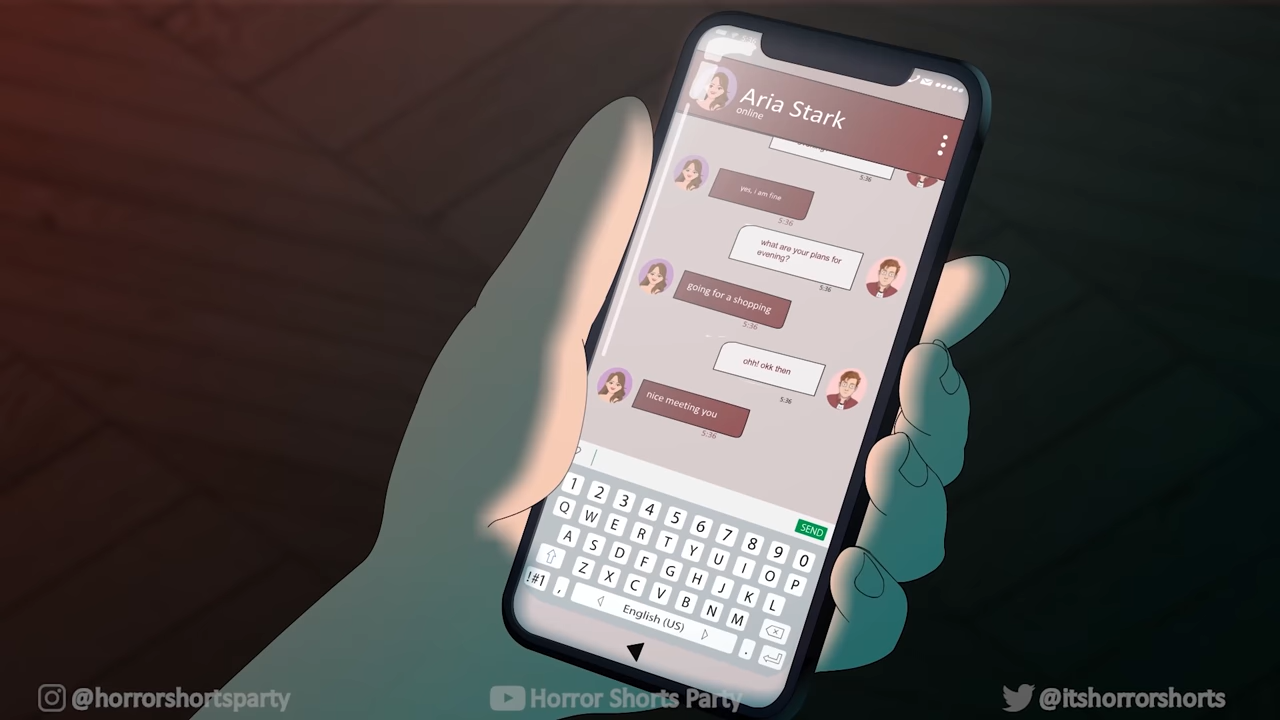 Aria Stark
online
5:36
yes, i am fine
5:36
what are your plans for
evening?
5:36
going for a shopping
5:36
ohh! okk then
5:36
nice meeting you
5:36
SEND
1 2 3 4 5 6 7 8 9 0
Q W E R T Y U I O P
A S D F G H J K L
Z X C V B N M
!#1 , English (US) .
@horrorshortsparty
Horror Shorts Party
@itshorrorshorts